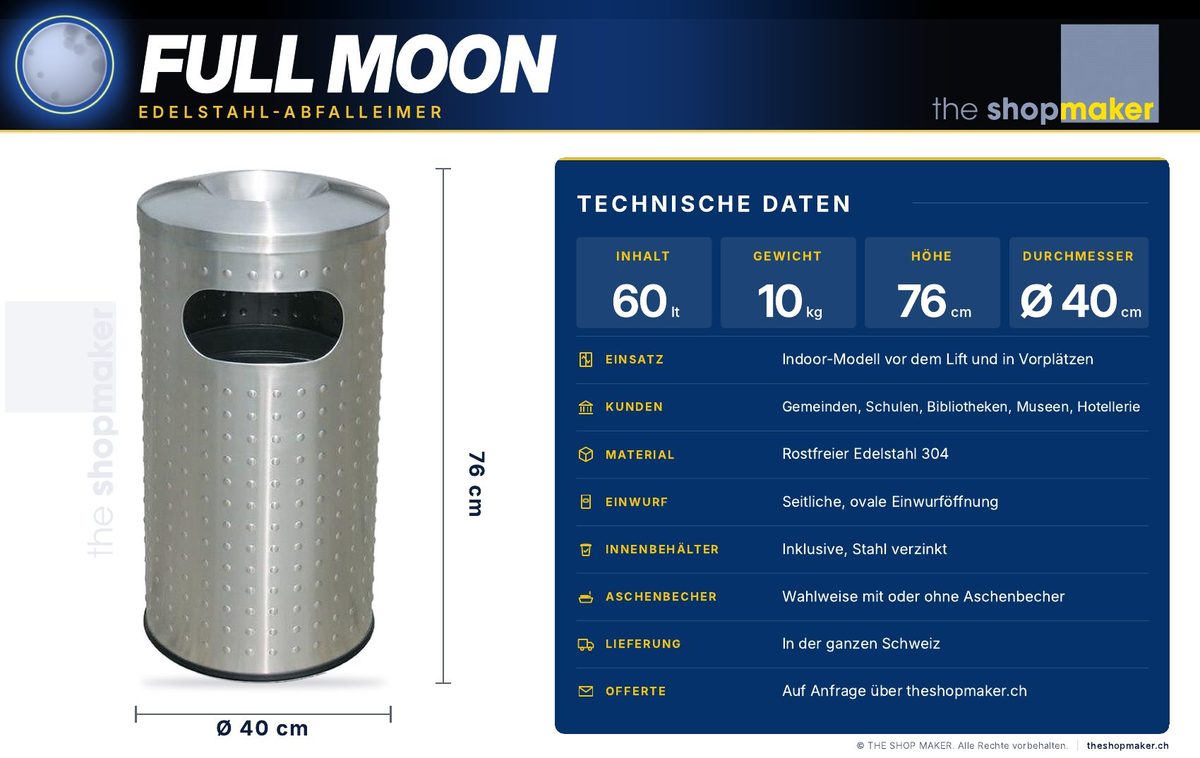 FULL MOON
EDELSTAHL-ABFALLEIMER
the shopmaker
the shopmaker
76 cm
Ø 40 cm
TECHNISCHE DATEN
INHALT
60 lt
GEWICHT
10 kg
HÖHE
76 cm
DURCHMESSER
Ø 40 cm
EINSATZ Indoor-Modell vor dem Lift und in Vorplätzen
KUNDEN Gemeinden, Schulen, Bibliotheken, Museen, Hotellerie
MATERIAL Rostfreier Edelstahl 304
EINWURF Seitliche, ovale Einwurföffnung
INNENBEHÄLTER Inklusive, Stahl verzinkt
ASCHENBECHER Wahlweise mit oder ohne Aschenbecher
LIEFERUNG In der ganzen Schweiz
OFFERTE Auf Anfrage über theshopmaker.ch
© THE SHOP MAKER. Alle Rechte vorbehalten. theshopmaker.ch